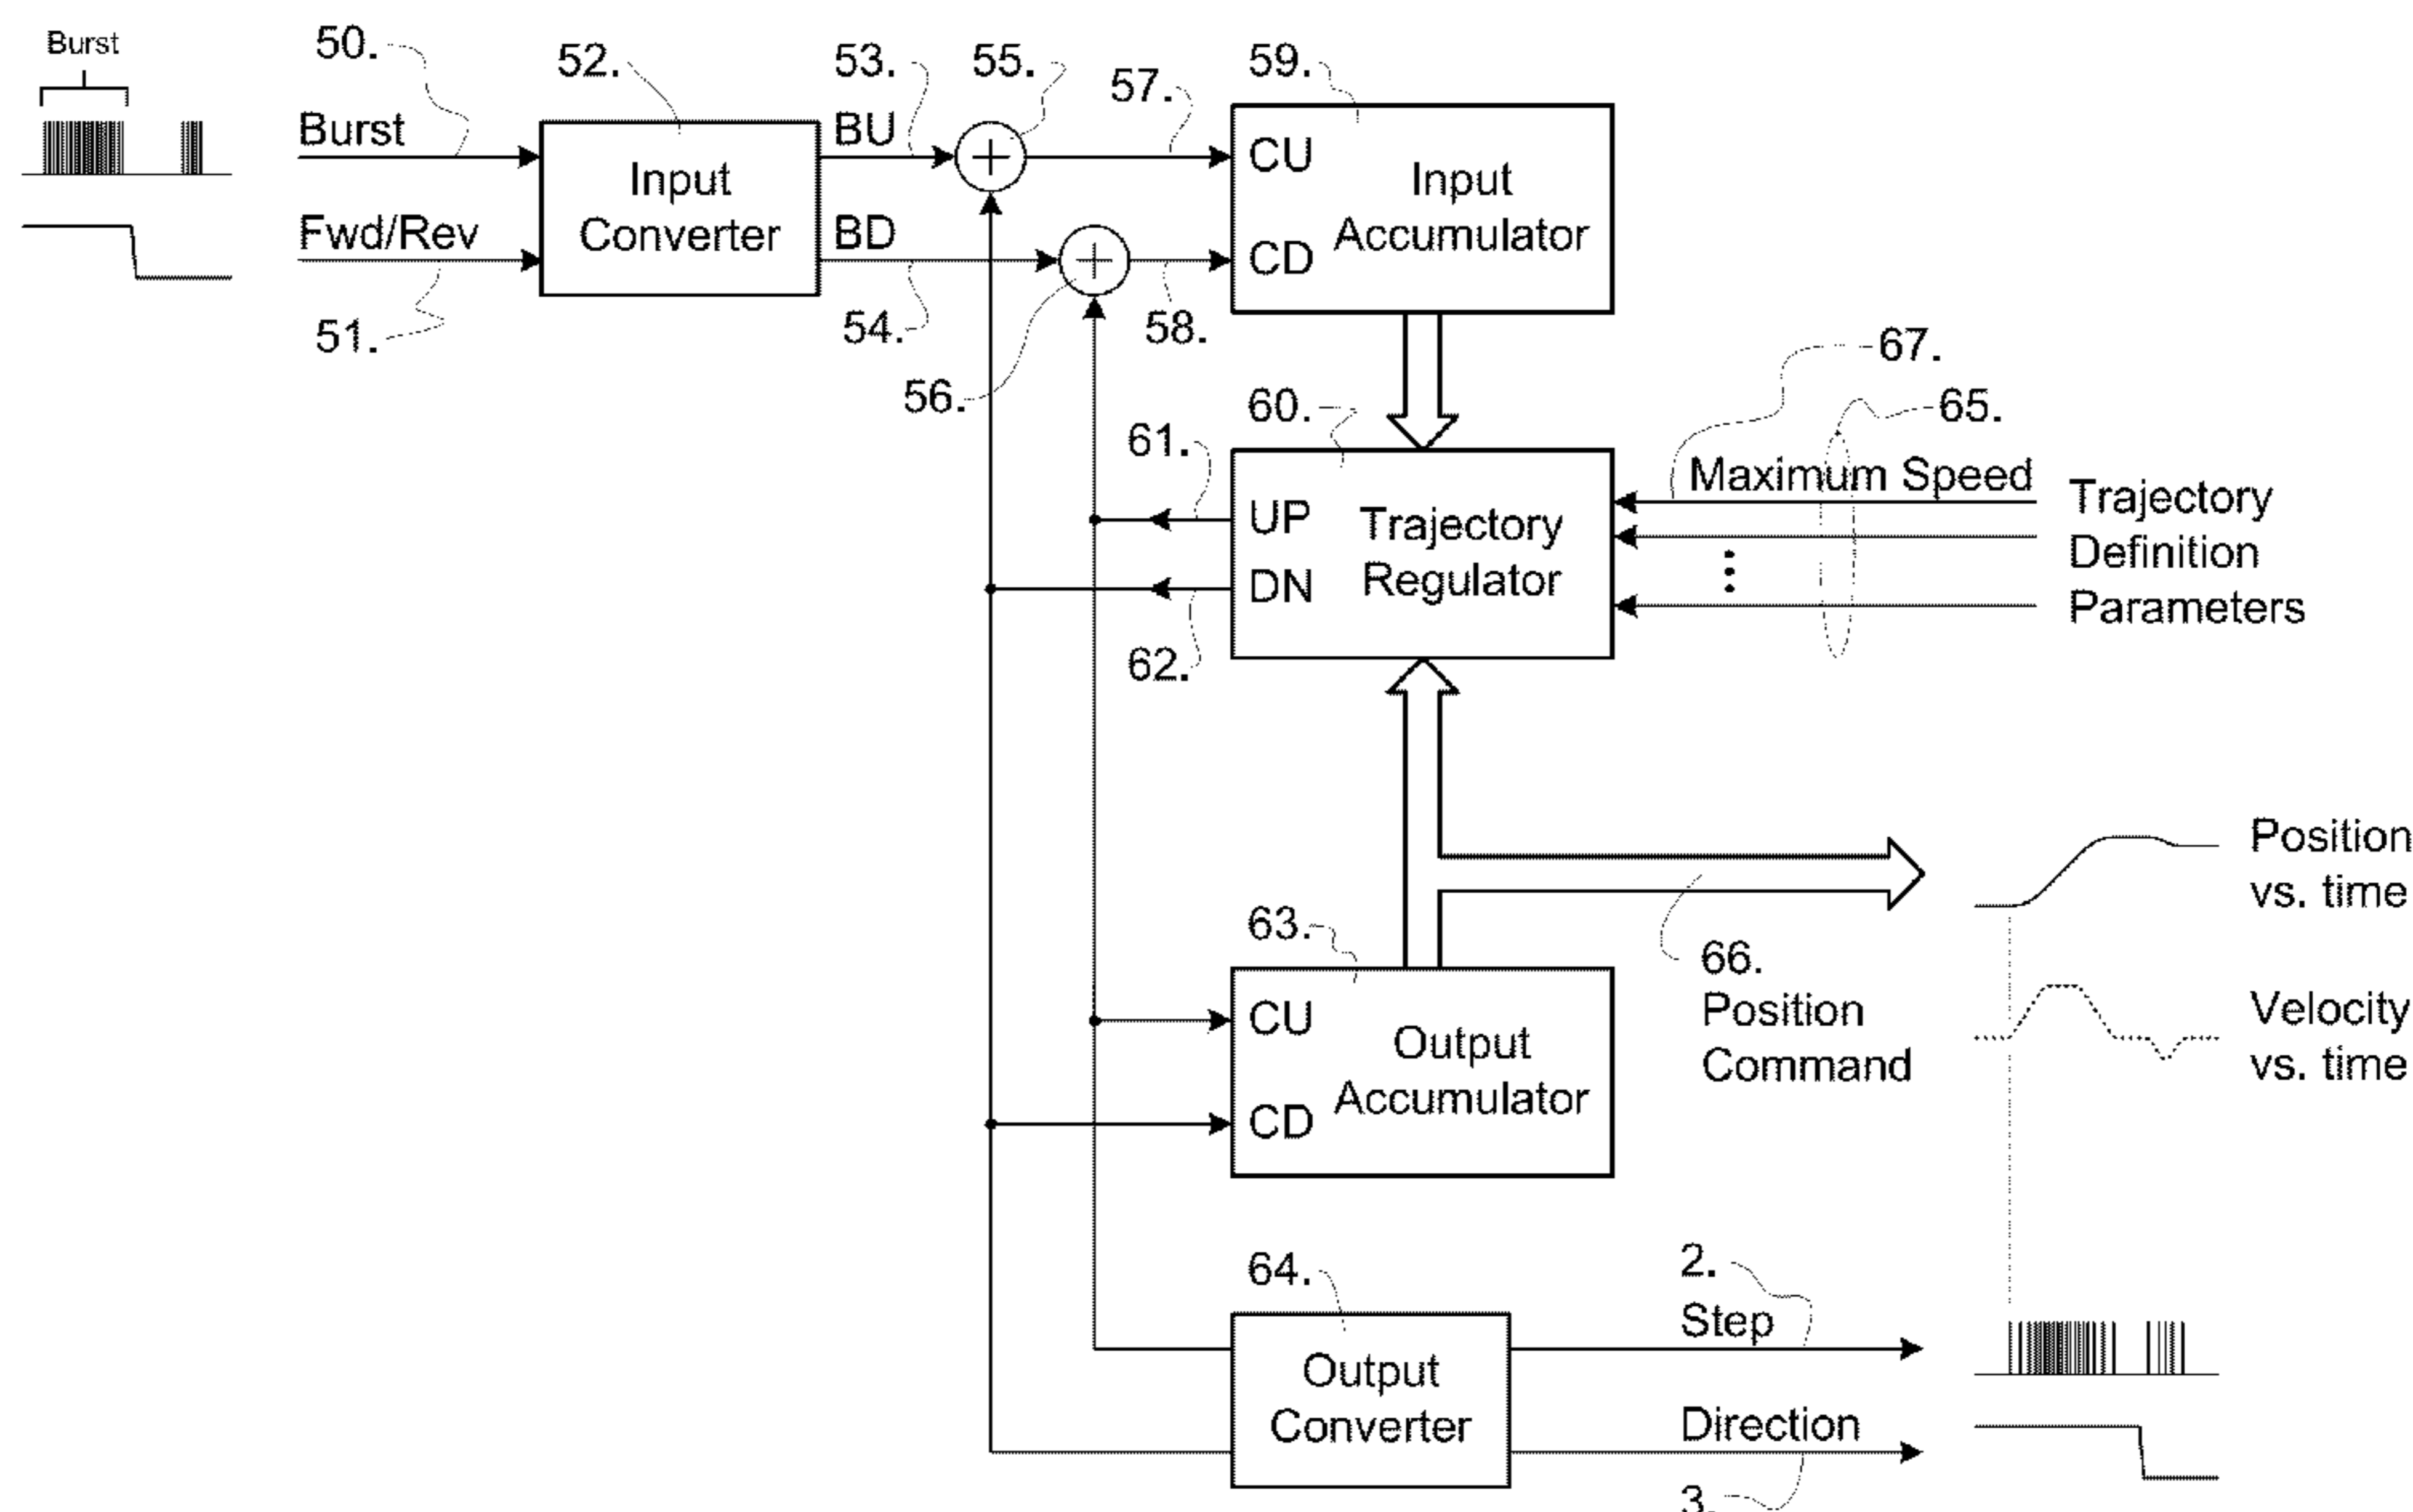 Burst
50.
52.
53.
55.
57.
59.
Burst
BU
CU
Input
Converter
Input
Accumulator
Fwd/Rev
BD
CD
51.
54.
56.
58.
67.
60.
65.
61.
Maximum Speed
UP
DN
Trajectory
Regulator
Trajectory
Definition
Parameters
62.
Position
vs. time
63.
66.
Position
Command
CU
CD
Output
Accumulator
Velocity
vs. time
64.
2.
Step
Output
Converter
Direction
3.